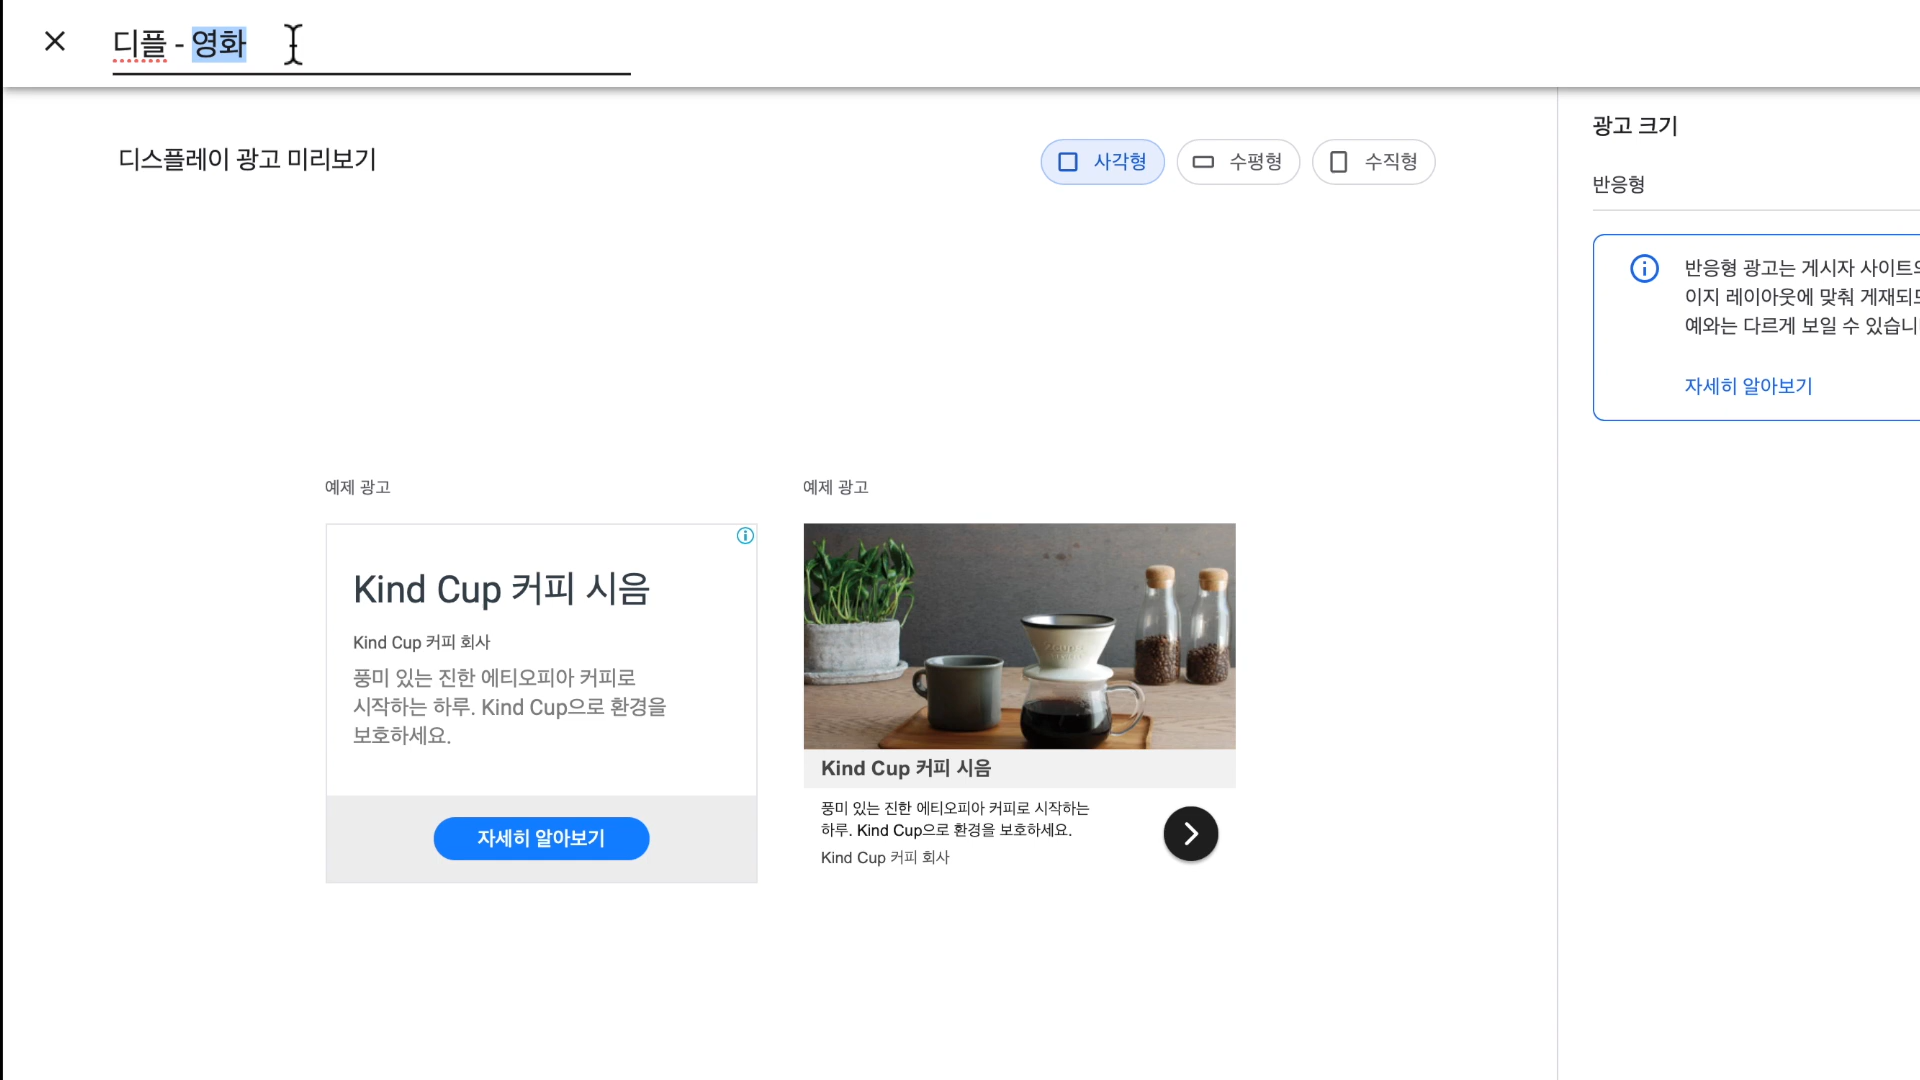 디플 - 영화
디스플레이 광고 미리보기
사각형
수평형
수직형
광고 크기
반응형
반응형 광고는 게시자 사이트의
이지 레이아웃에 맞춰 게재되므
예와는 다르게 보일 수 있습니
자세히 알아보기
예제 광고
Kind Cup 커피 시음
Kind Cup 커피 회사
풍미 있는 진한 에티오피아 커피로
시작하는 하루. Kind Cup으로 환경을
보호하세요.
자세히 알아보기
예제 광고
Kind Cup 커피 시음
풍미 있는 진한 에티오피아 커피로 시작하는
하루. Kind Cup으로 환경을 보호하세요.
Kind Cup 커피 회사